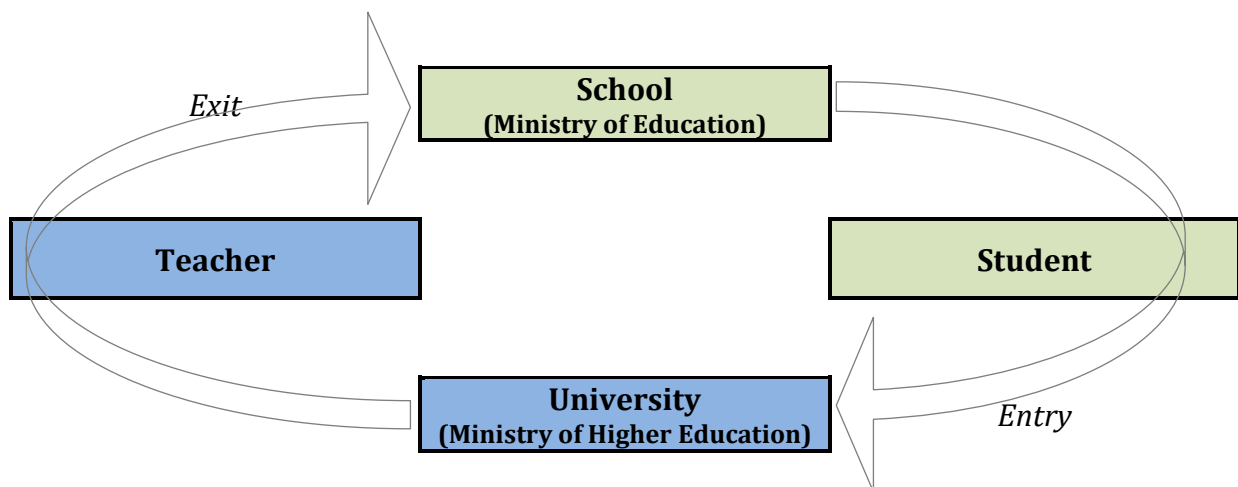 School
(Ministry of Education)
Exit
Teacher
Student
University
(Ministry of Higher Education)
Entry